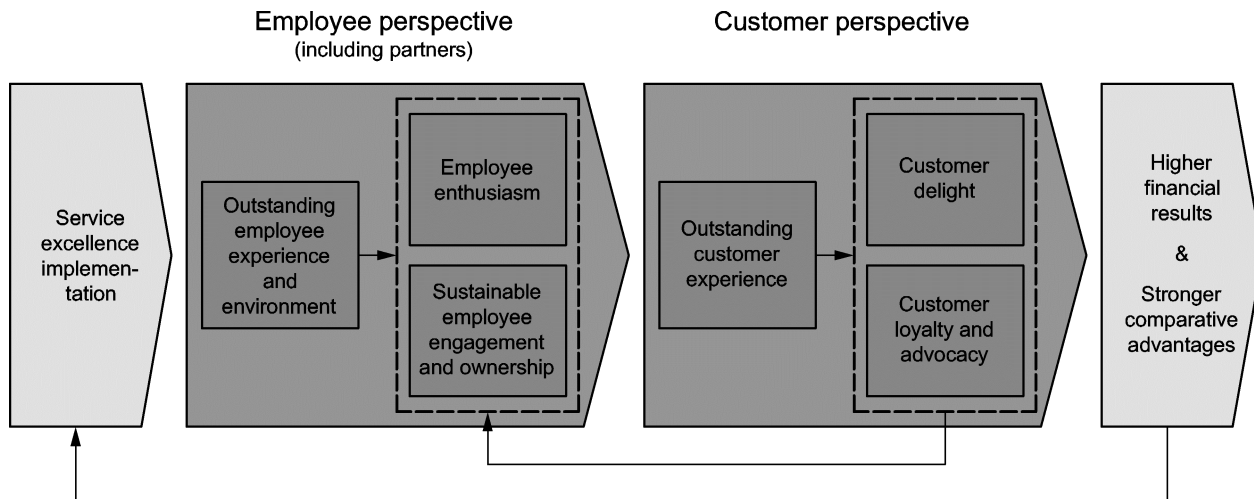 Employee perspective
(including partners)
Customer perspective
Service
excellence
implemen-
tation
Outstanding
employee
experience
and
environment
Employee
enthusiasm
Sustainable
employee
engagement
and ownership
Outstanding
customer
experience
Customer
delight
Customer
loyalty and
advocacy
Higher
financial
results
&
Stronger
comparative
advantages